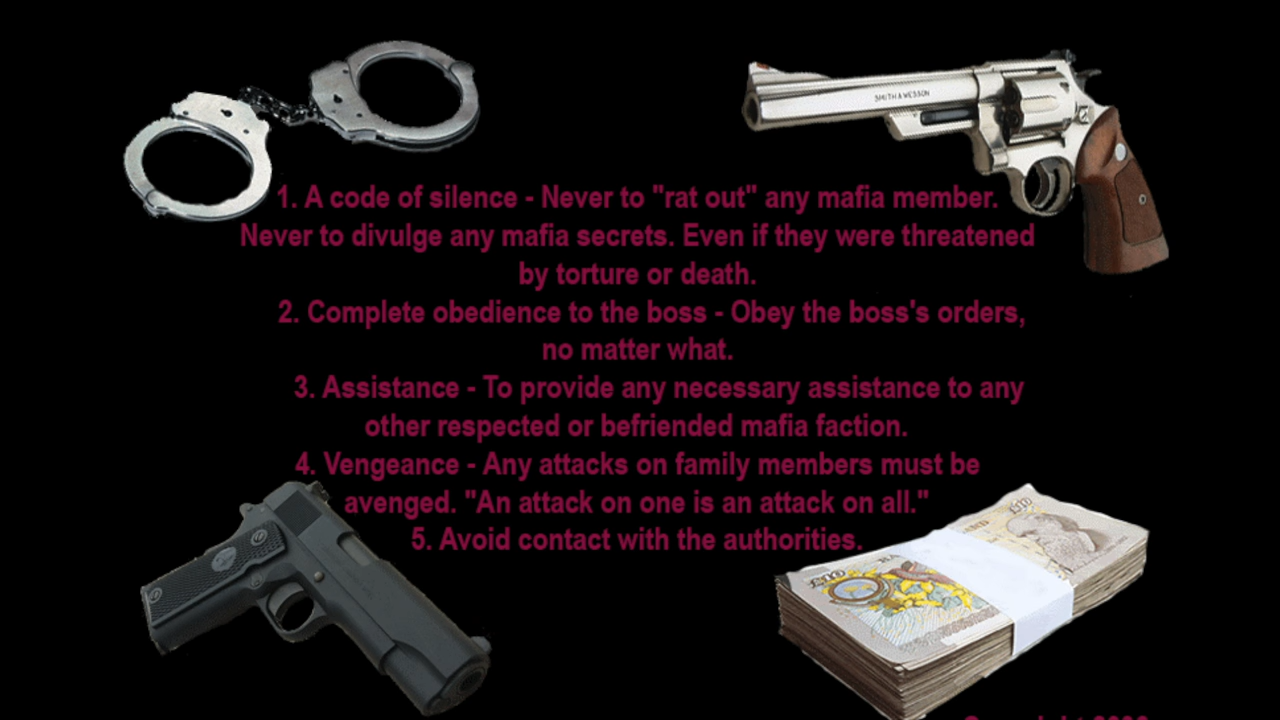 SMITH & WESSON
1. A code of silence - Never to "rat out" any mafia member.
Never to divulge any mafia secrets. Even if they were threatened
by torture or death.
2. Complete obedience to the boss - Obey the boss's orders,
no matter what.
3. Assistance - To provide any necessary assistance to any
other respected or befriended mafia faction.
4. Vengeance - Any attacks on family members must be
avenged. "An attack on one is an attack on all."
5. Avoid contact with the authorities.
£10
£10